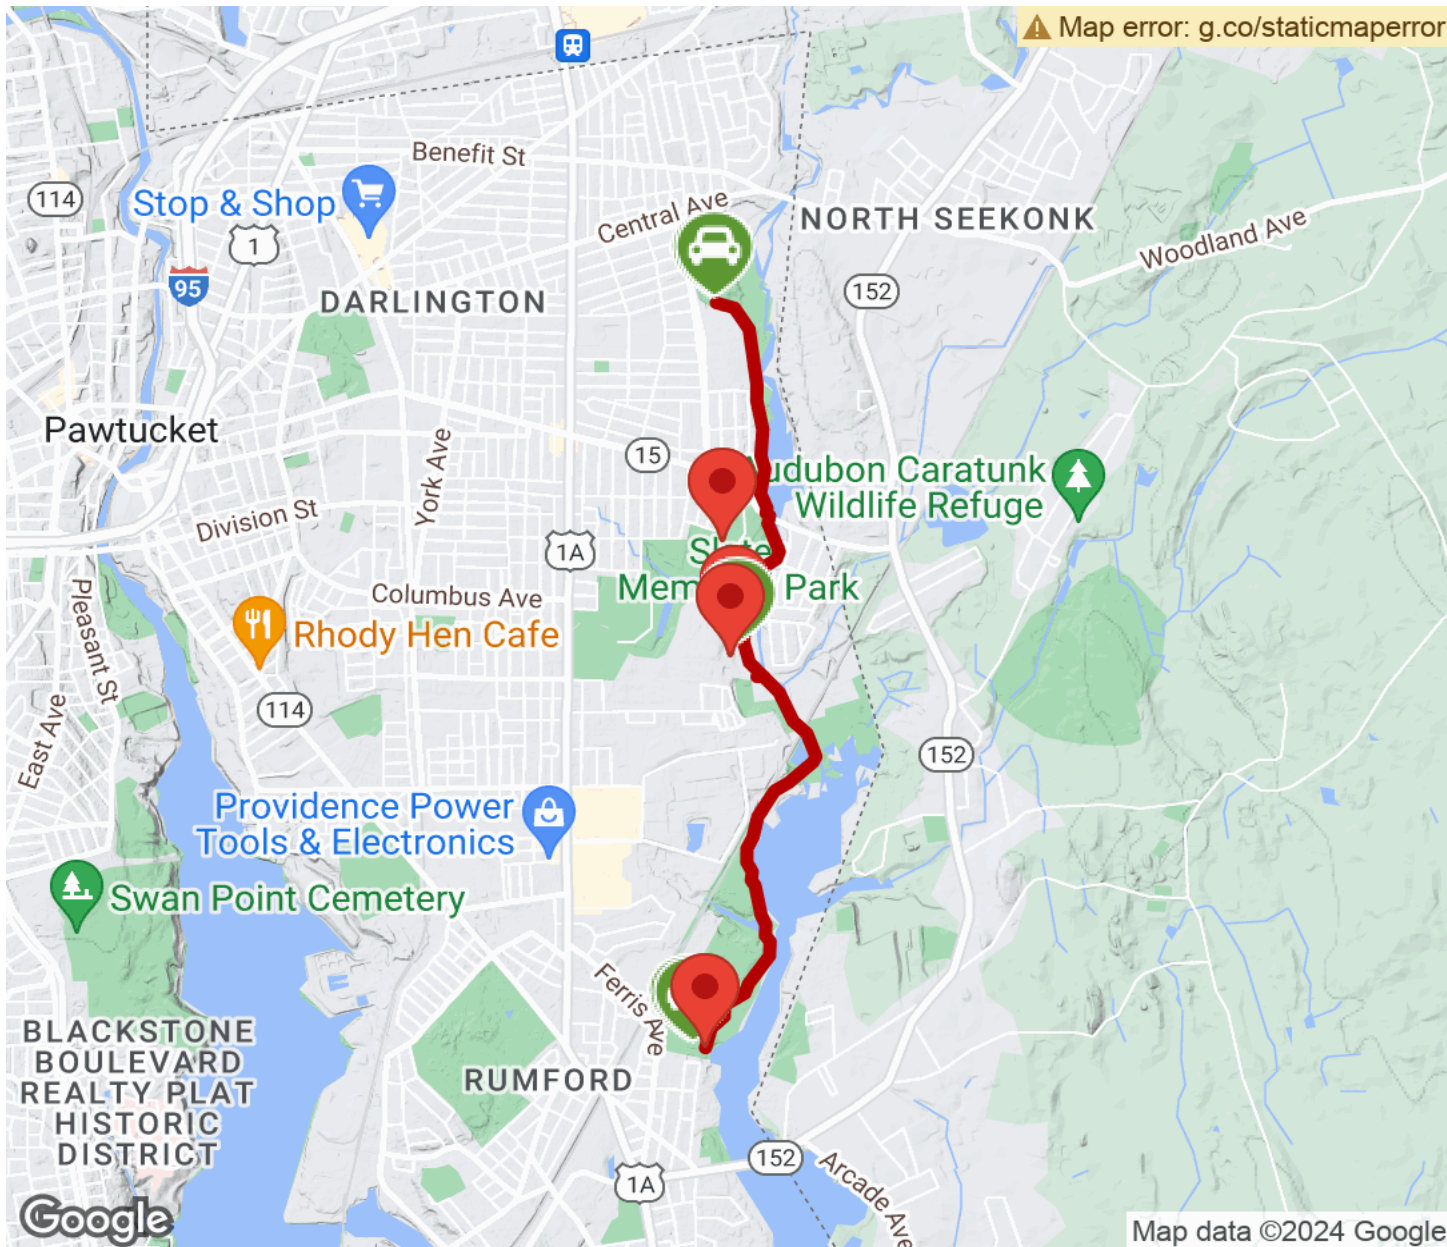 Map error: g.co/staticmaperror
Benefit St
114
Stop & Shop
1
Central Ave
NORTH SEEKONK
Woodland Ave
95
DARLINGTON
152
Pawtucket
York Ave
15
Audubon Caratunk
Wildlife Refuge
Division St
1A
Memorial Park
Pleasant St
Columbus Ave
Rhody Hen Cafe
114
East Ave
152
Providence Power
Tools & Electronics
Swan Point Cemetery
Ferris Ave
BLACKSTONE
BOULEVARD
REALTY PLAT
HISTORIC
DISTRICT
RUMFORD
152
1A
Arcade Ave
Google
Map data ©2024 Google